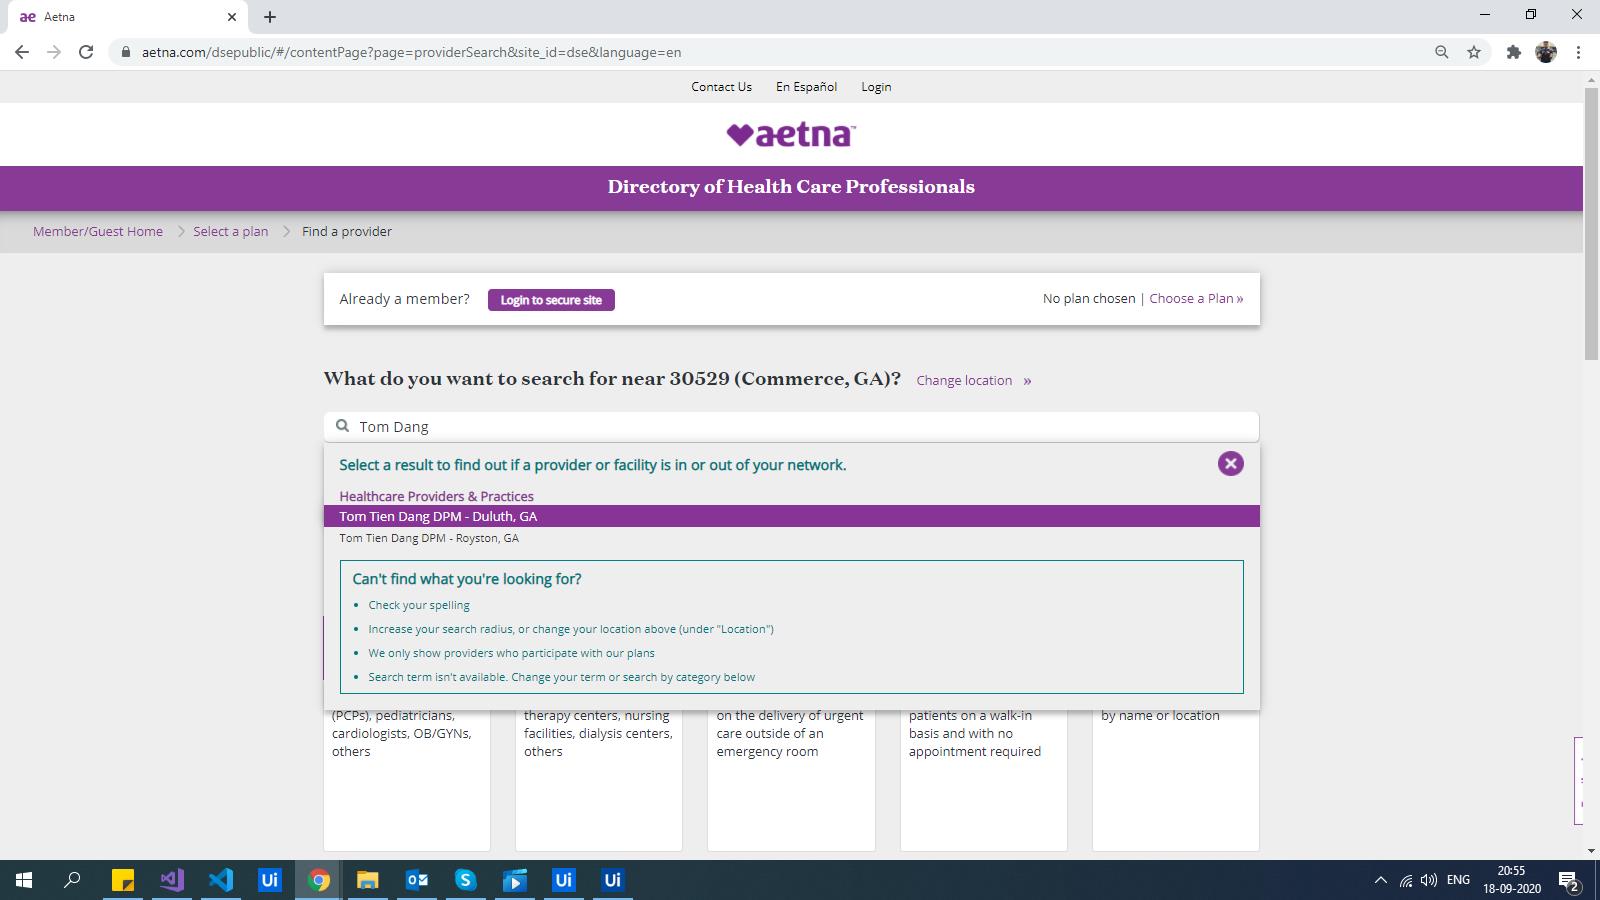 ae Aetna
aetna.com/dsepublic/#/contentPage?page=providerSearch&site_id=dse&language=en
Contact Us En Español Login
aetna™
Directory of Health Care Professionals
Member/Guest Home Select a plan Find a provider
Already a member? Login to secure site No plan chosen | Choose a Plan »
What do you want to search for near 30529 (Commerce, GA)? Change location »
Tom Dang
Select a result to find out if a provider or facility is in or out of your network.
Healthcare Providers & Practices
Tom Tien Dang DPM - Duluth, GA
Tom Tien Dang DPM - Royston, GA
Can't find what you're looking for?
• Check your spelling
• Increase your search radius, or change your location above (under "Location")
• We only show providers who participate with our plans
• Search term isn't available. Change your term or search by category below
(PCPs), pediatricians,
cardiologists, OB/GYNs,
others
therapy centers, nursing
facilities, dialysis centers,
others
on the delivery of urgent
care outside of an
emergency room
patients on a walk-in
basis and with no
appointment required
by name or location
Ui Ui Ui
ENG
20:55
18-09-2020
2